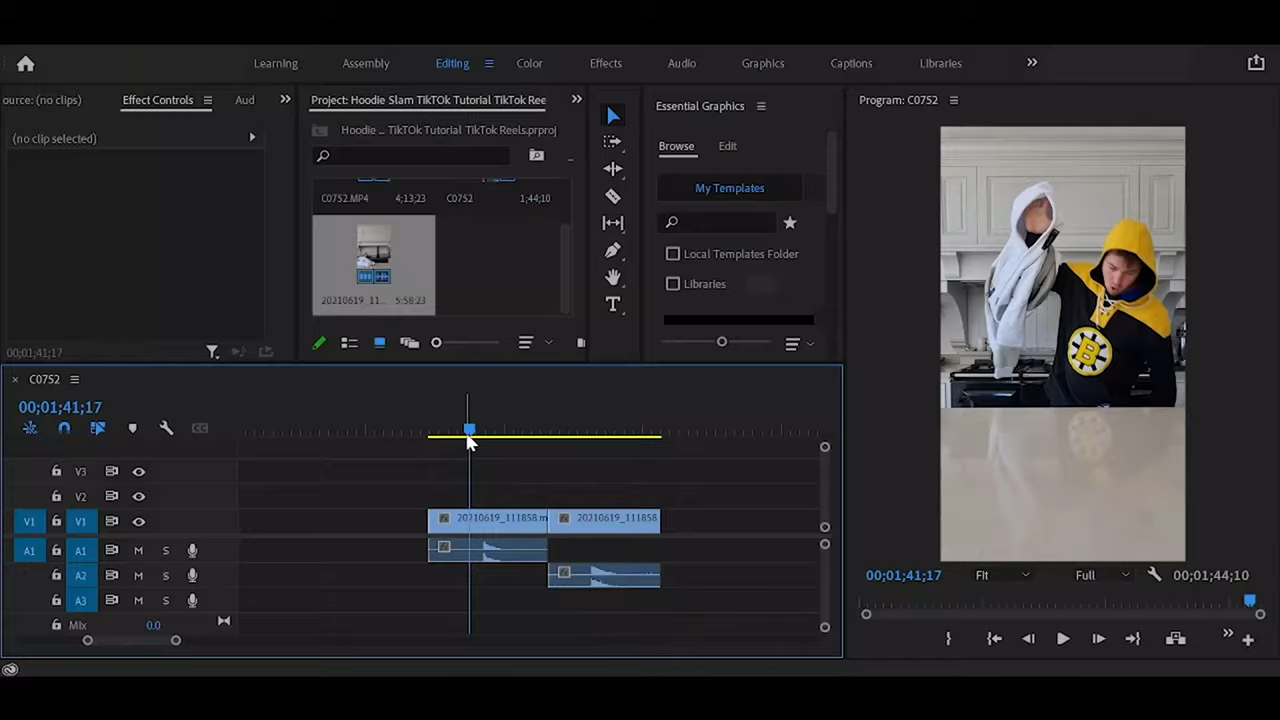 Learning Assembly Editing Color Effects Audio Graphics Captions Libraries
ource: (no clips) Effect Controls Aud
(no clip selected)
00;01;41;17
Project: Hoodie Slam TikTOk Tutorial TikTok Ree
Hoodie ... TikTOk Tutorial TikTok Reels.prproj
C0752.MP4 4;13;23 C0752 1;44;10
20210619_11... 5:58:23
Essential Graphics
Browse Edit
My Templates
Local Templates Folder
Libraries
Program: C0752
B
00;01;41;17 Fit Full 00;01;44;10
× C0752
00;01;41;17
V3
V2
V1 V1 20210619_111858.m 20210619_111858
A1 A1 M S
A2 M S
A3 M S
Mix 0.0